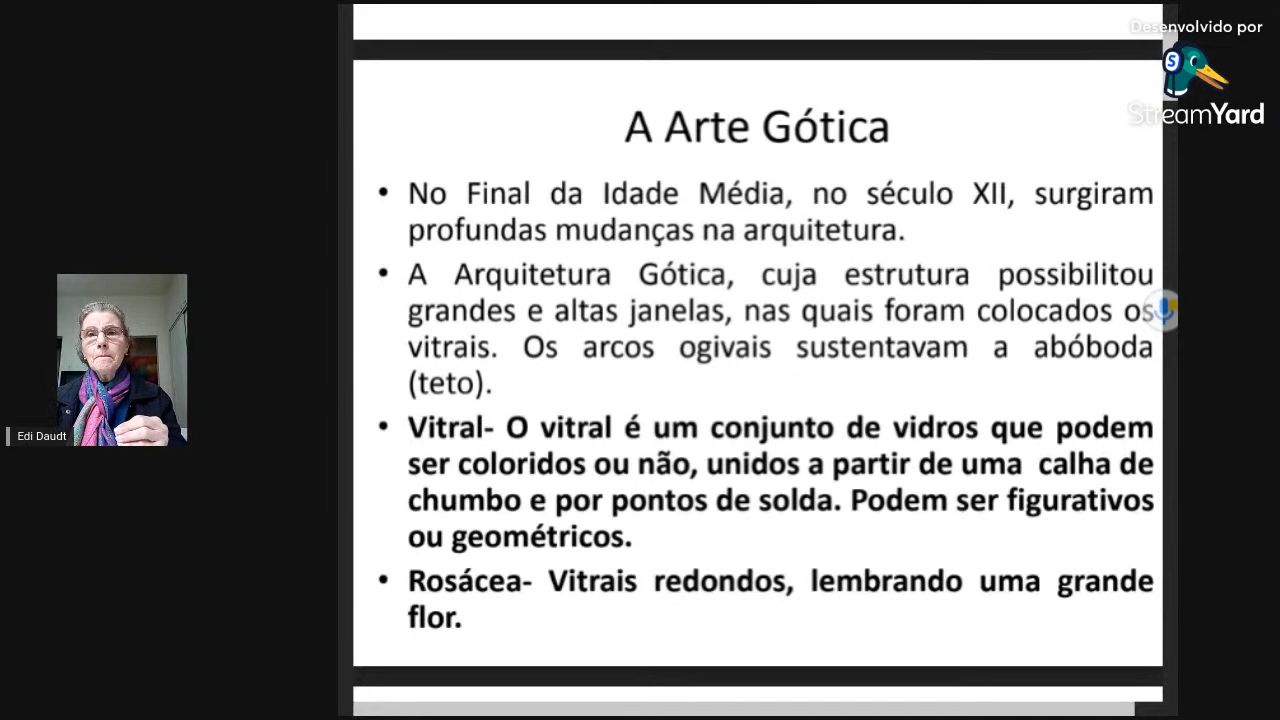 Desenvolvido por
S
StreamYard
A Arte Gótica
• No Final da Idade Média, no século XII, surgiram
profundas mudanças na arquitetura.
• A Arquitetura Gótica, cuja estrutura possibilitou
grandes e altas janelas, nas quais foram colocados os
vitrais. Os arcos ogivais sustentavam a abóboda
(teto).
• Vitral- O vitral é um conjunto de vidros que podem
ser coloridos ou não, unidos a partir de uma calha de
chumbo e por pontos de solda. Podem ser figurativos
ou geométricos.
• Rosácea- Vitrais redondos, lembrando uma grande
flor.
Edi Daudt